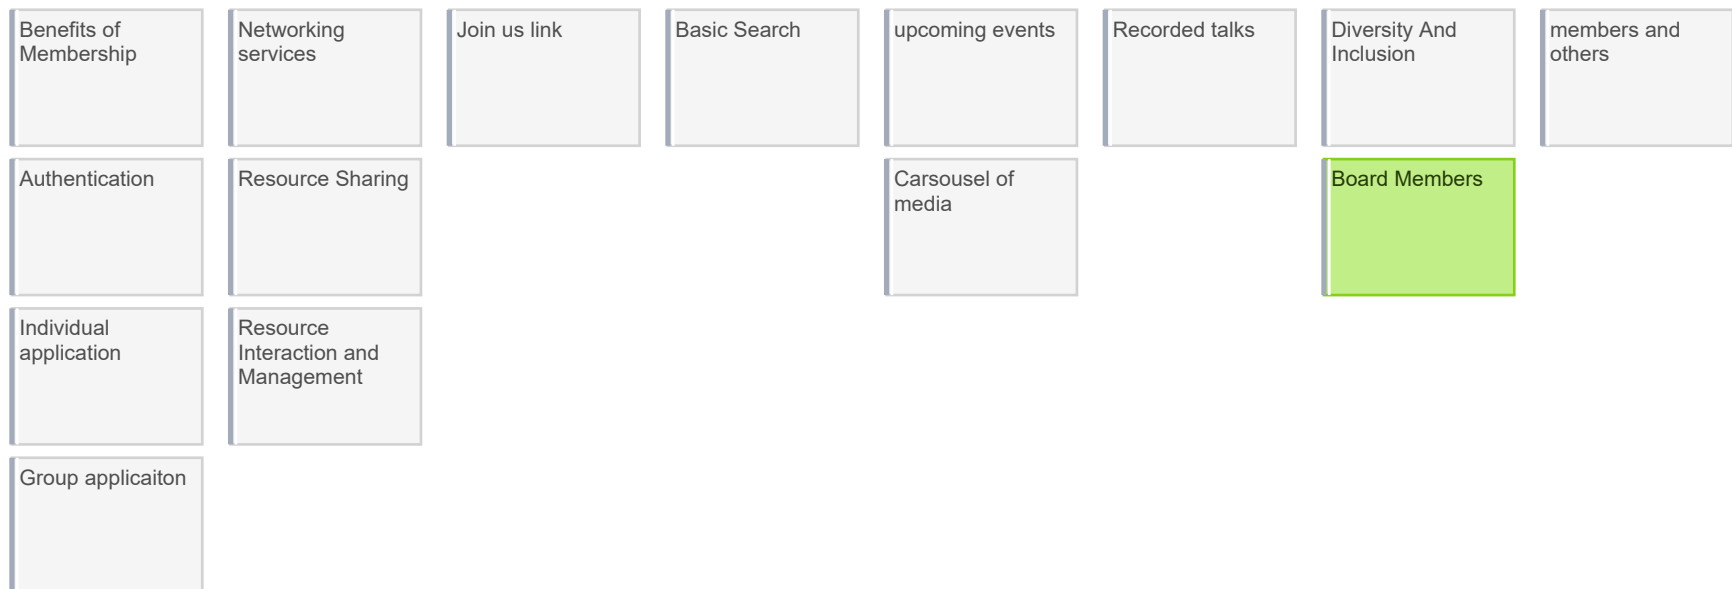 Benefits of
Membership
Networking
services
Join us link
Basic Search
upcoming events
Recorded talks
Diversity And
Inclusion
members and
others
Authentication
Resource Sharing
Carsousel of
media
Board Members
Individual
application
Resource
Interaction and
Management
Group applicaiton